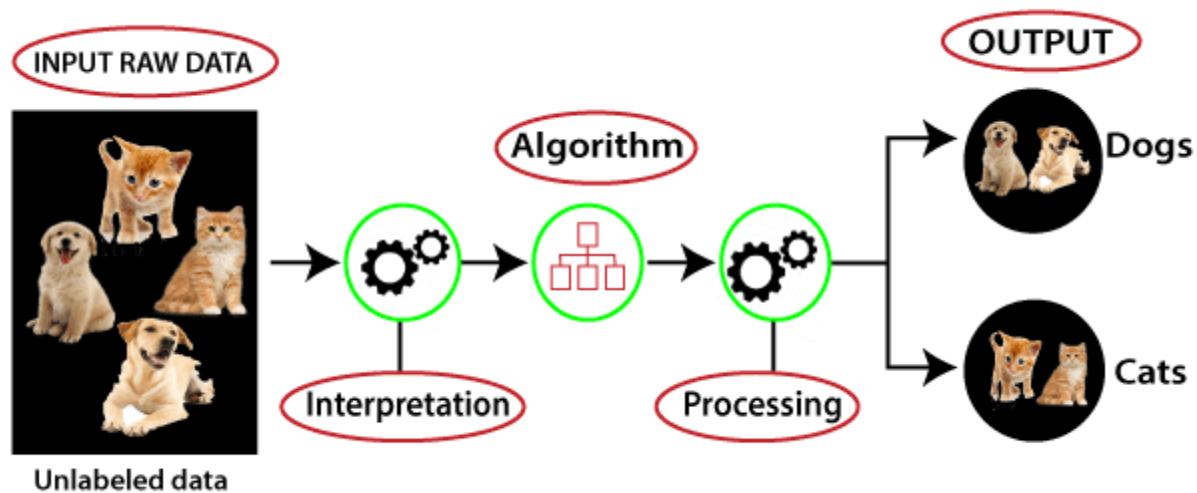 INPUT RAW DATA
OUTPUT
Algorithm
Dogs
Cats
Interpretation
Processing
Unlabeled data